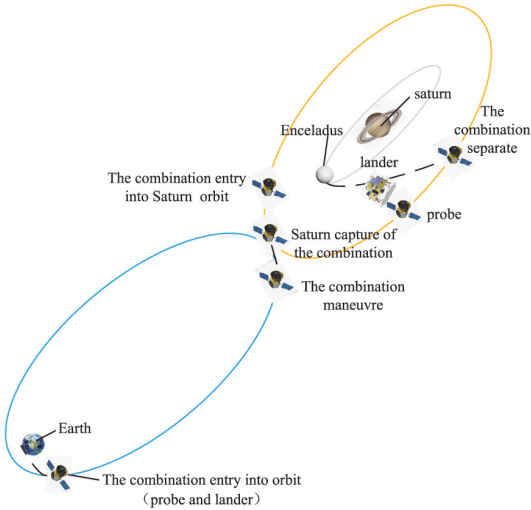 saturn
The
combination
separate
Enceladus
lander
The combination entry
into Saturn orbit
probe
Saturn capture of
the combination
The combination
maneuvre
Earth
The combination entry into orbit
（probe and lander）